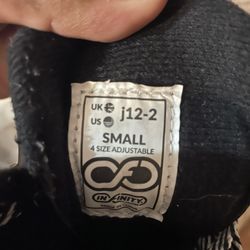 UK j12-2
US
SMALL
4 SIZE ADJUSTABLE
INFINITY